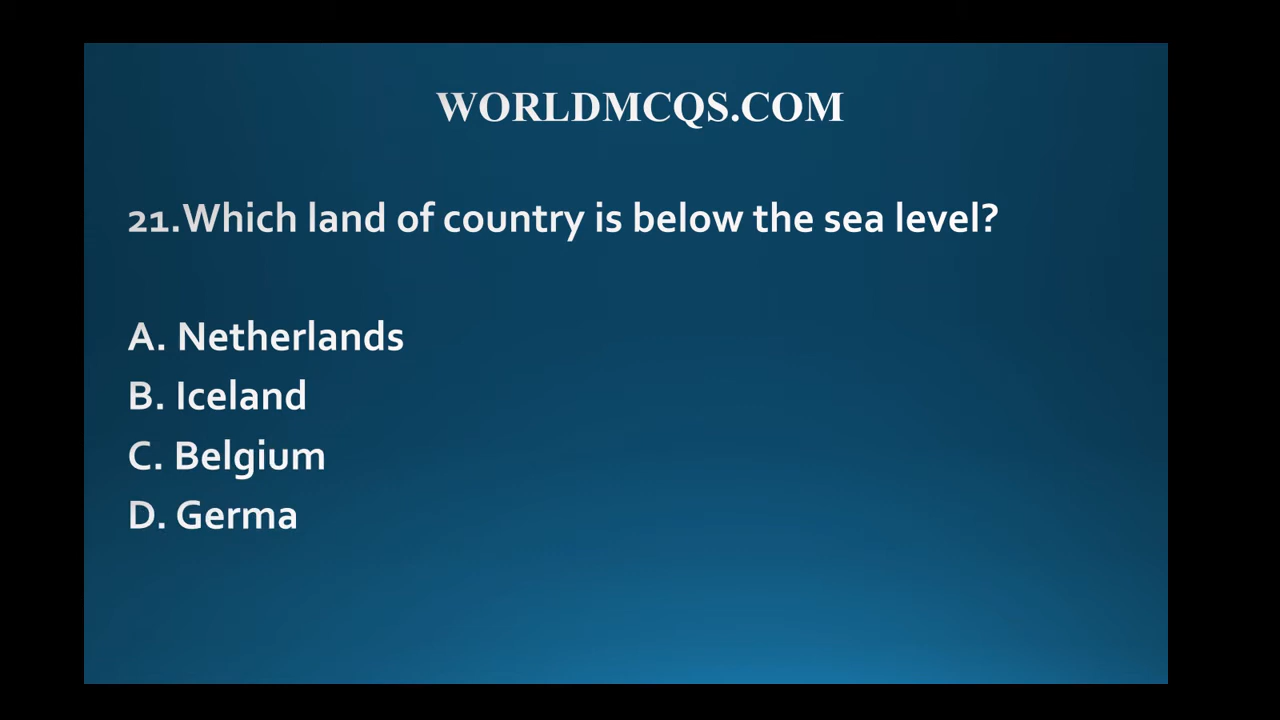 WORLDMCQS.COM
21.Which land of country is below the sea level?
A. Netherlands
B. Iceland
C. Belgium
D. Germa